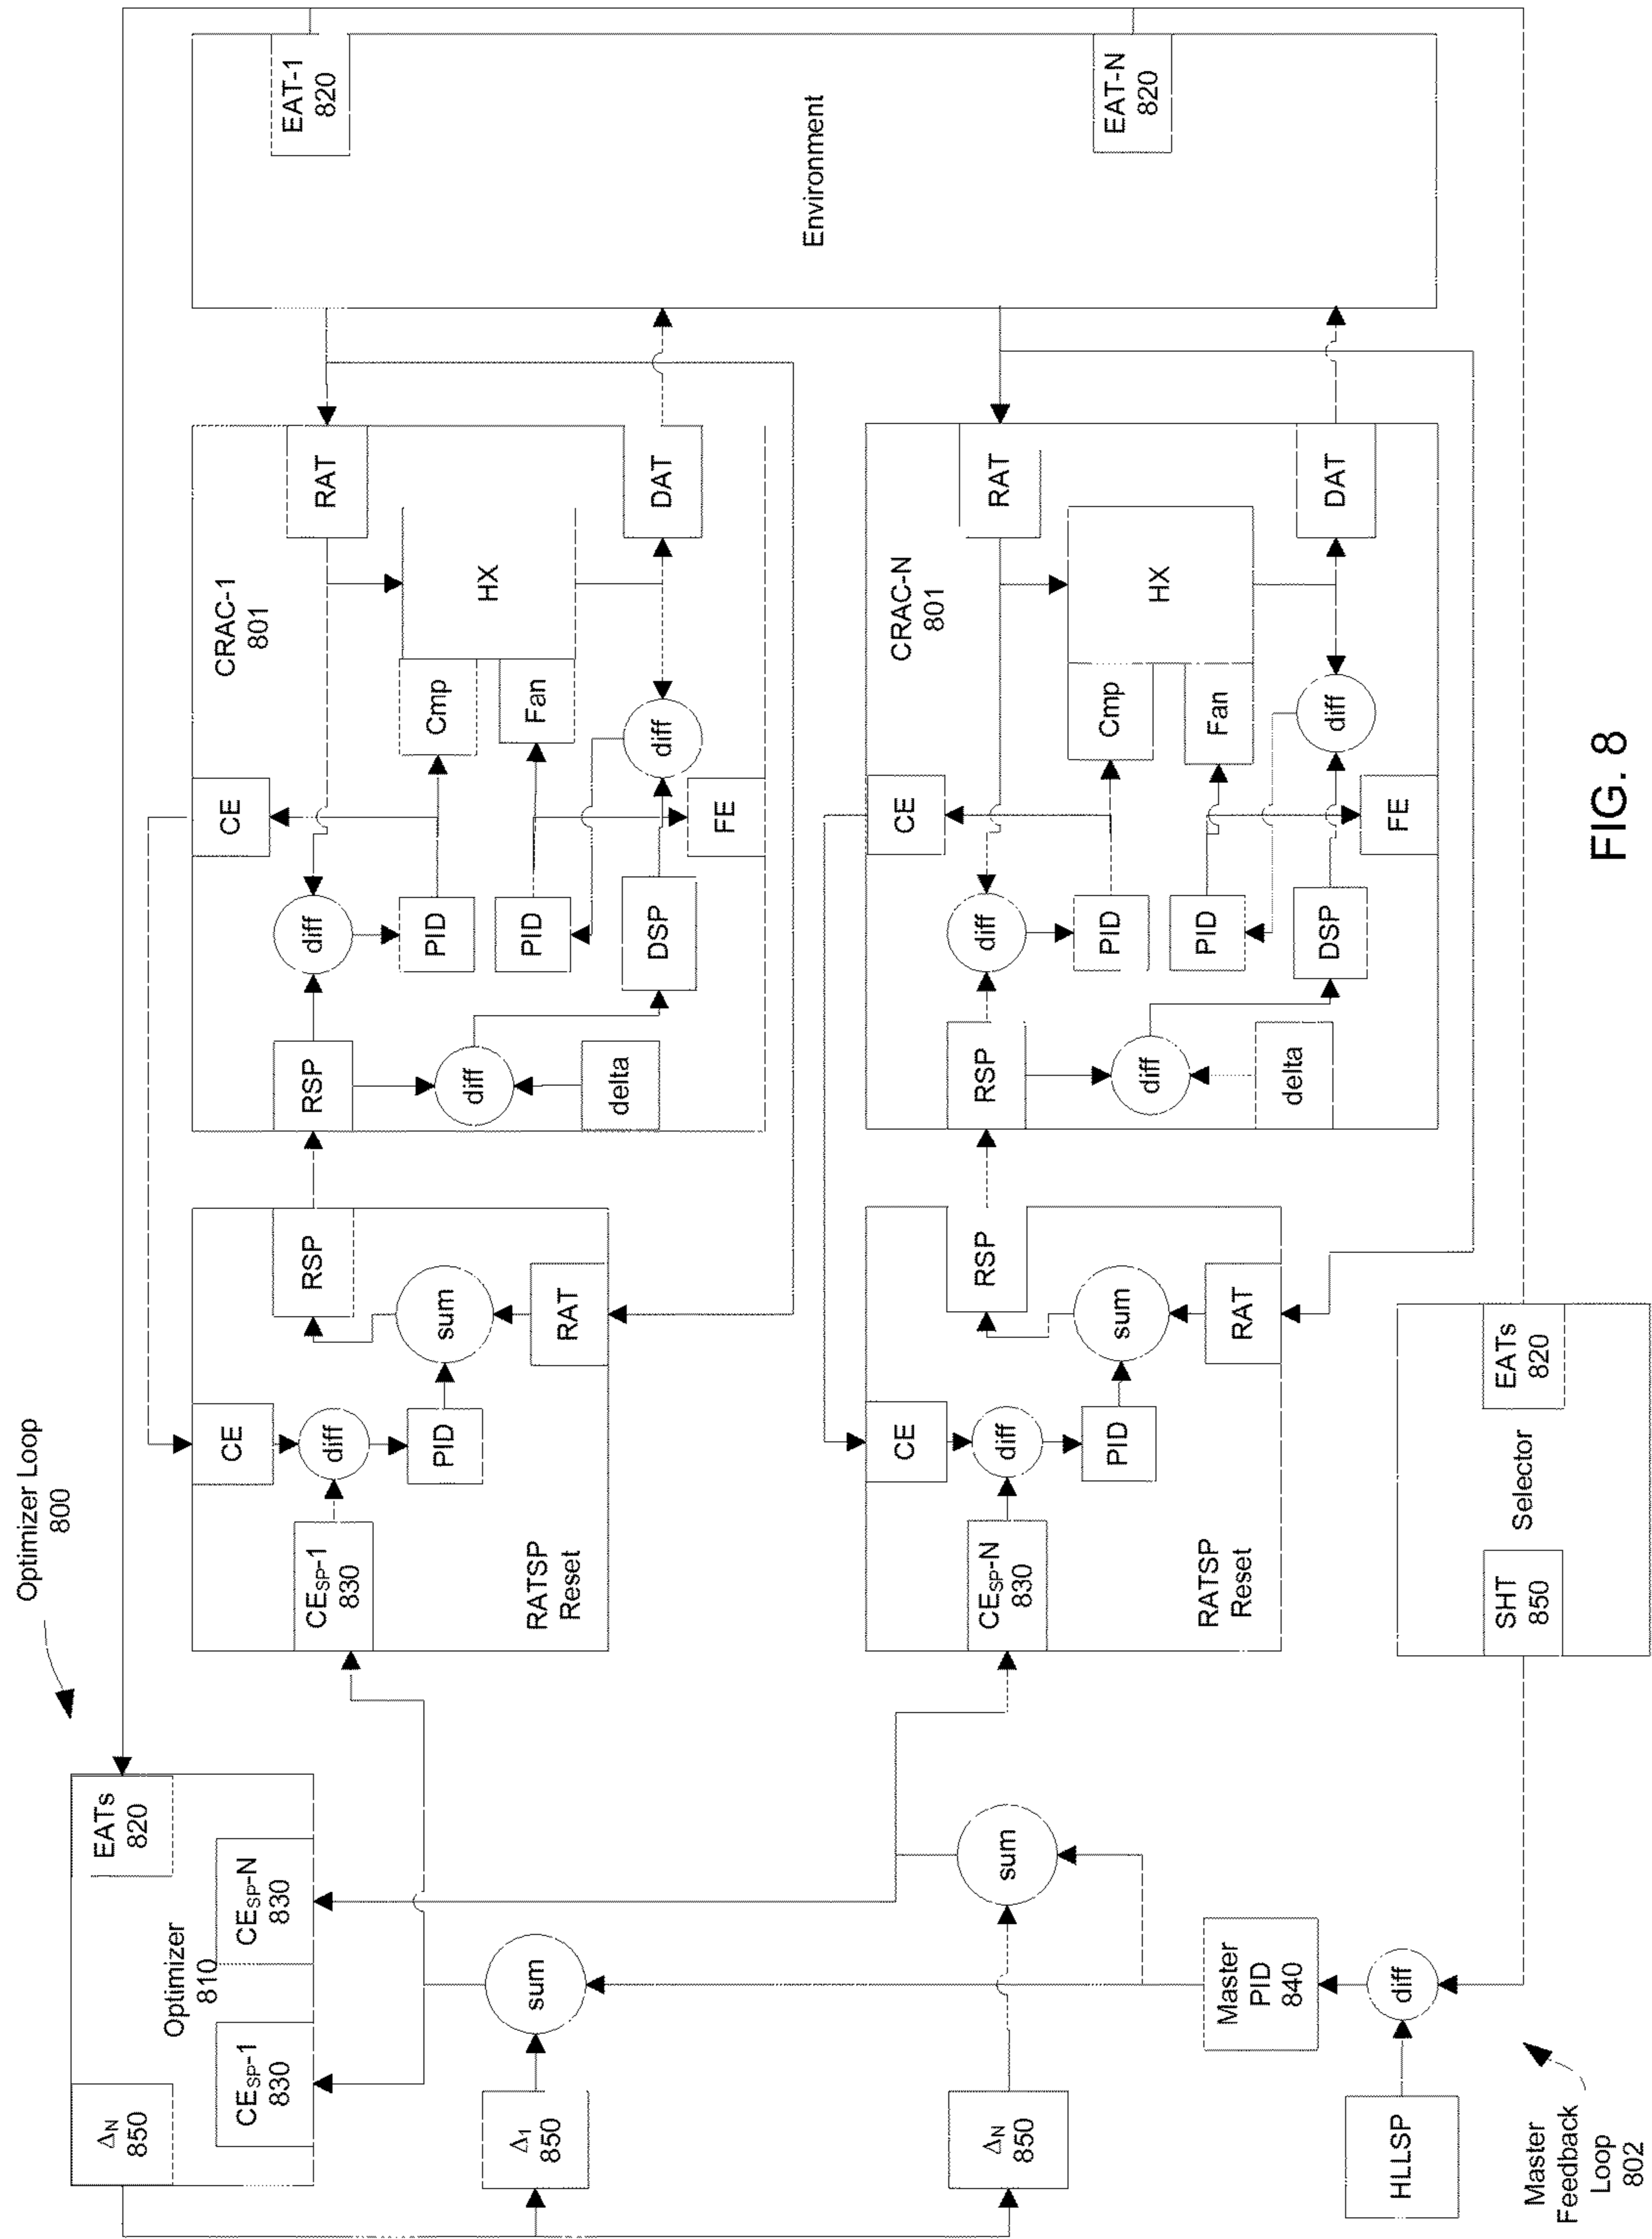 Optimizer Loop
800
ΔN
850
Optimizer
810
EATs
820
CESP-1
830
CESP-N
830
Δ1
850
sum
ΔN
850
sum
HLLSP
diff
Master
PID
840
Master
Feedback
Loop
802
CE
CESP-1
830
diff
PID
sum
RSP
RAT
RATSP
Reset
CE
CESP-N
830
diff
PID
sum
RSP
RAT
RATSP
Reset
SHT
850
Selector
EATs
820
CRAC-1
801
CE
RSP
diff
RAT
PID
Cmp
HX
diff
PID
Fan
delta
DSP
diff
DAT
FE
CRAC-N
801
CE
RSP
diff
RAT
PID
Cmp
HX
diff
PID
Fan
delta
DSP
diff
DAT
FE
EAT-1
820
Environment
EAT-N
820
FIG. 8